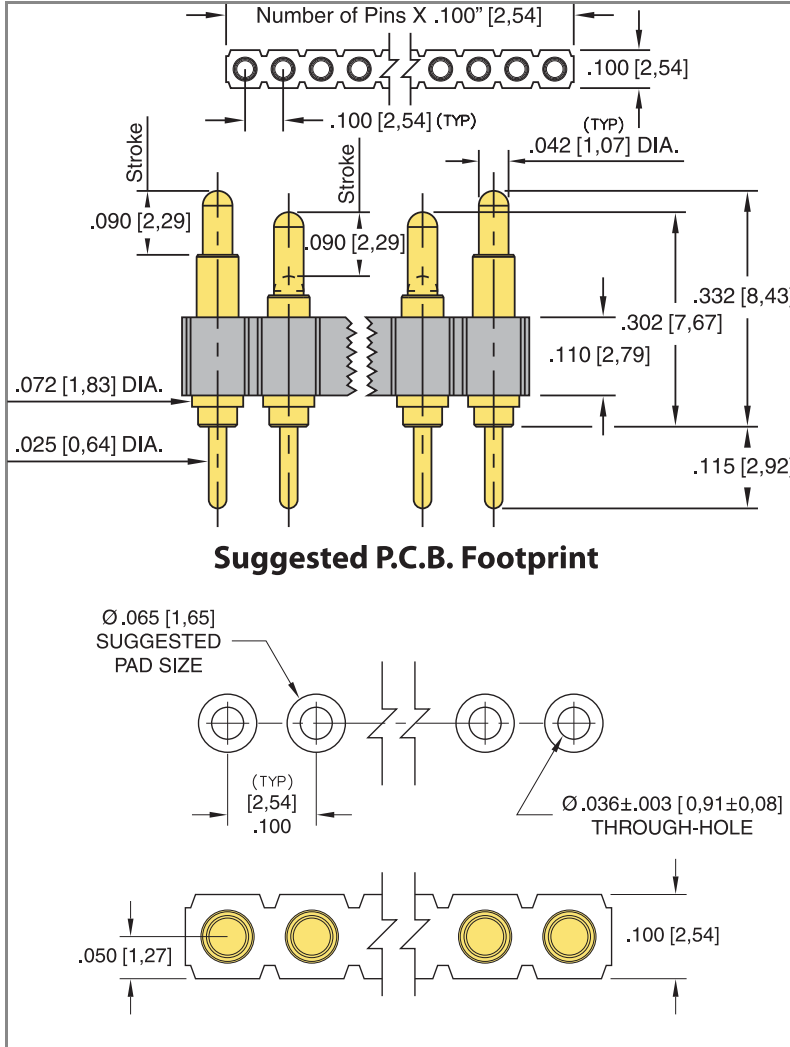 Number of Pins X .100" [2,54]
.100 [2,54]
.100 [2,54] (TYP)
(TYP)
.042 [1,07] DIA.
Stroke
Stroke
.090 [2,29]
.090 [2,29]
.332 [8,43]
.302 [7,67]
.110 [2,79]
.072 [1,83] DIA.
.025 [0,64] DIA.
.115 [2,92]
Suggested P.C.B. Footprint
Ø.065 [1,65]
SUGGESTED
PAD SIZE
(TYP)
[2,54]
.100
Ø.036±.003 [0,91±0,08]
THROUGH-HOLE
.050 [1,27]
.100 [2,54]